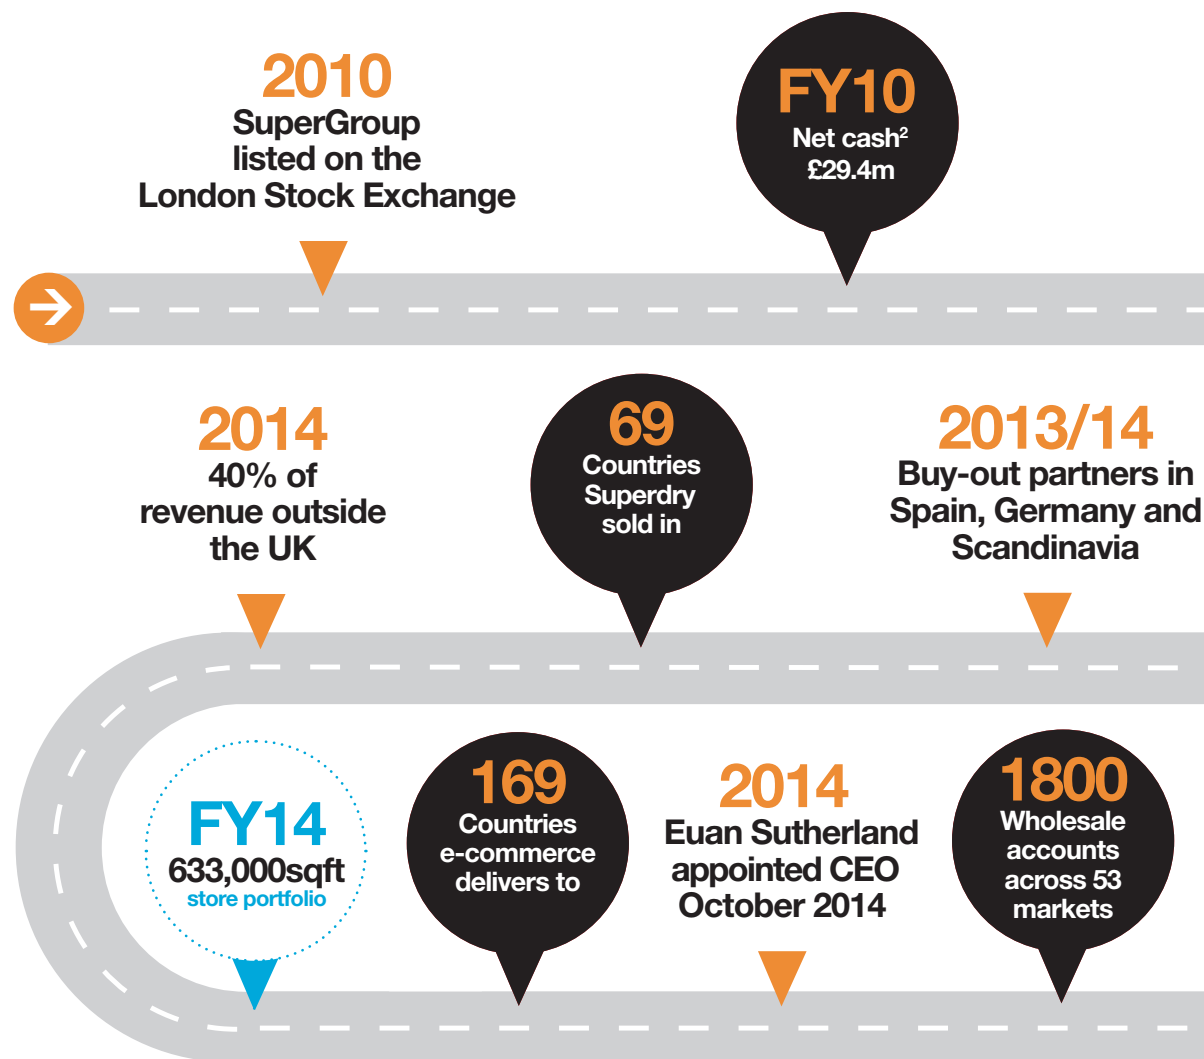 2010
SuperGroup
listed on the
London Stock Exchange
FY10
Net cash²
£29.4m
2014
40% of
revenue outside
the UK
69
Countries
Superdry
sold in
2013/14
Buy-out partners in
Spain, Germany and
Scandinavia
FY14
633,000sqft
store portfolio
169
Countries
e-commerce
delivers to
2014
Euan Sutherland
appointed CEO
October 2014
1800
Wholesale
accounts
across 53
markets